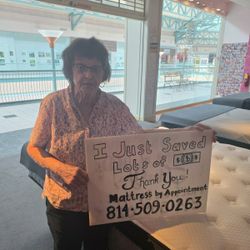 I Just Saved
Lots of $$$
Thank You!
Mattress by Appointment
814-509-0263